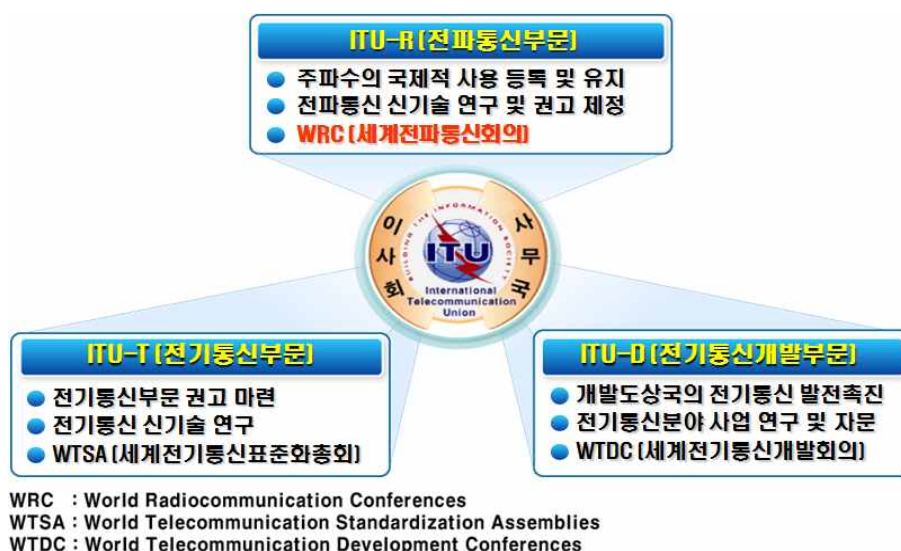 ITU-R (전파통신부문)
주파수의 국제적 사용 등록 및 유지
전파통신 신기술 연구 및 권고 제정
WRC (세계전파통신회의)
이사회
사무국
BUILDING THE INFORMATION SOCIETY
ITU
International
Telecommunication
Union
ITU-T (전기통신부문)
전기통신부문 권고 마련
전기통신 신기술 연구
WTSA (세계전기통신표준화총회)
ITU-D (전기통신개발부문)
개발도상국의 전기통신 발전촉진
전기통신분야 사업 연구 및 자문
WTDC (세계전기통신개발회의)
WRC : World Radiocommunication Conferences
WTSA : World Telecommunication Standardization Assemblies
WTDC : World Telecommunication Development Conferences